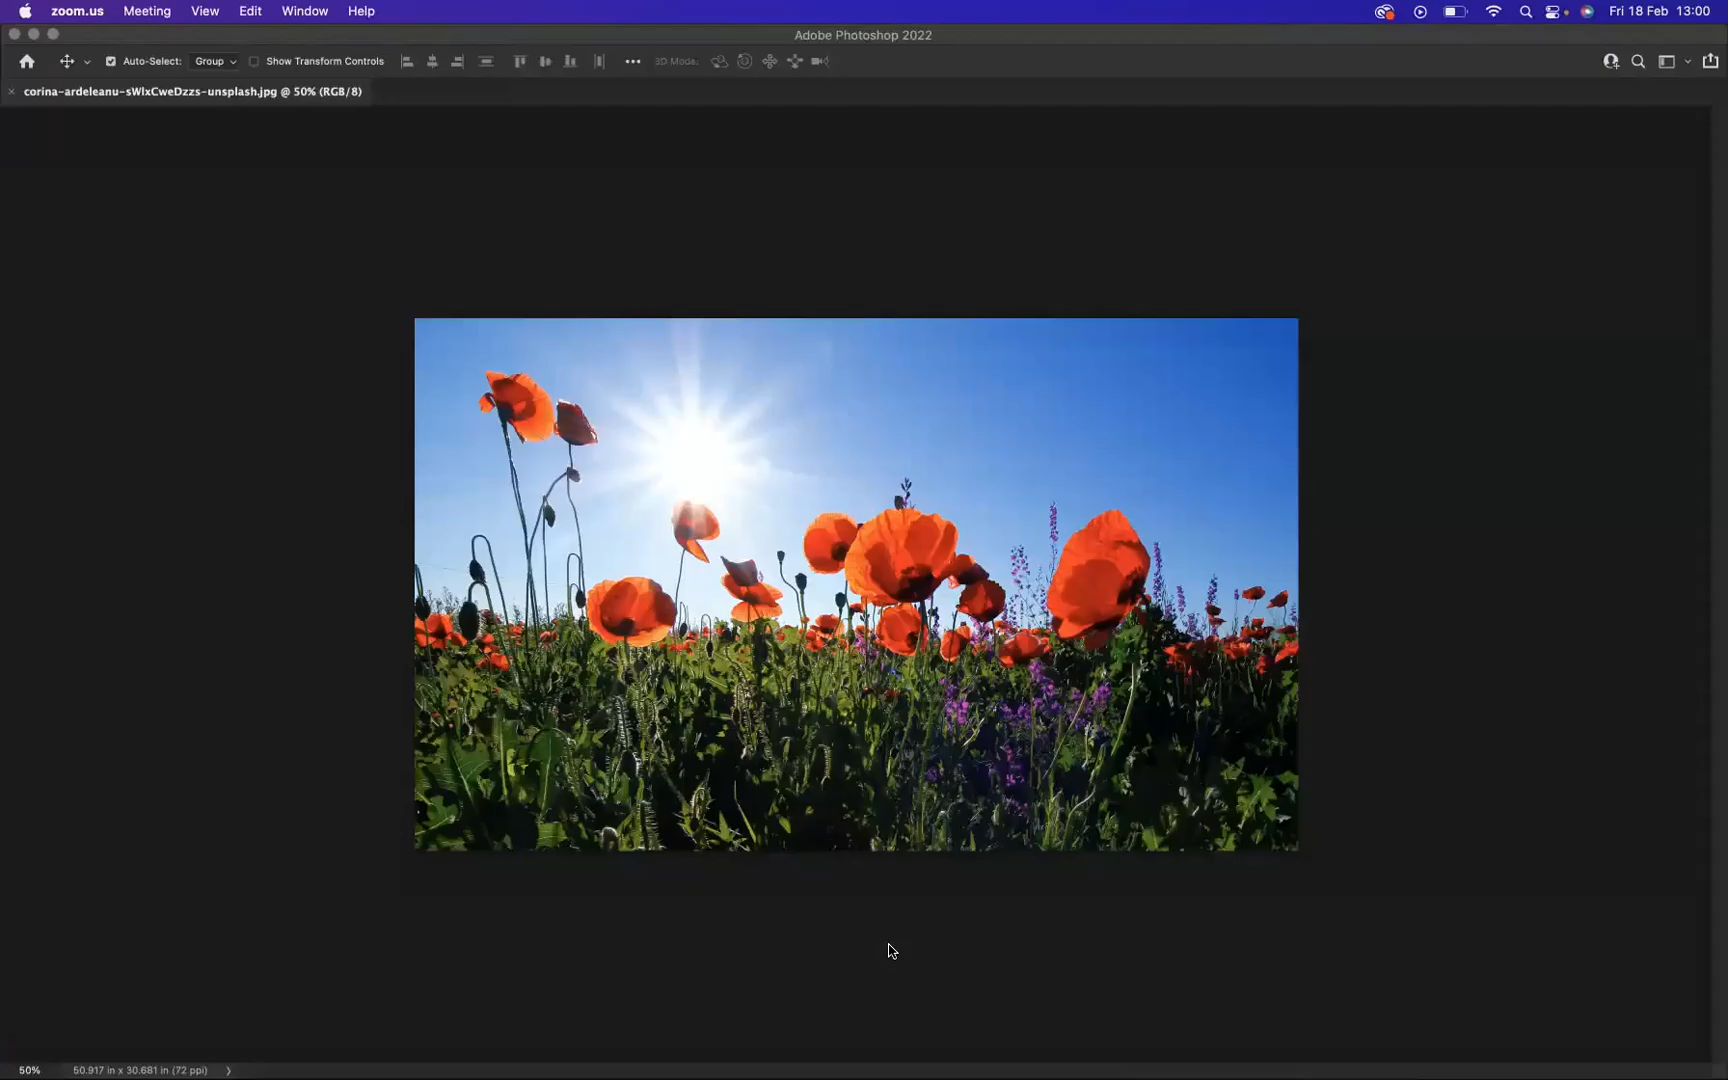 zoom.us Meeting View Edit Window Help Fri 18 Feb 13:00
Adobe Photoshop 2022
Auto-Select: Group Show Transform Controls 3D Mode:
corina-ardeleanu-sWlxCweDzzs-unsplash.jpg @ 50% (RGB/8)
50% 50.917 in x 30.681 in (72 ppi)